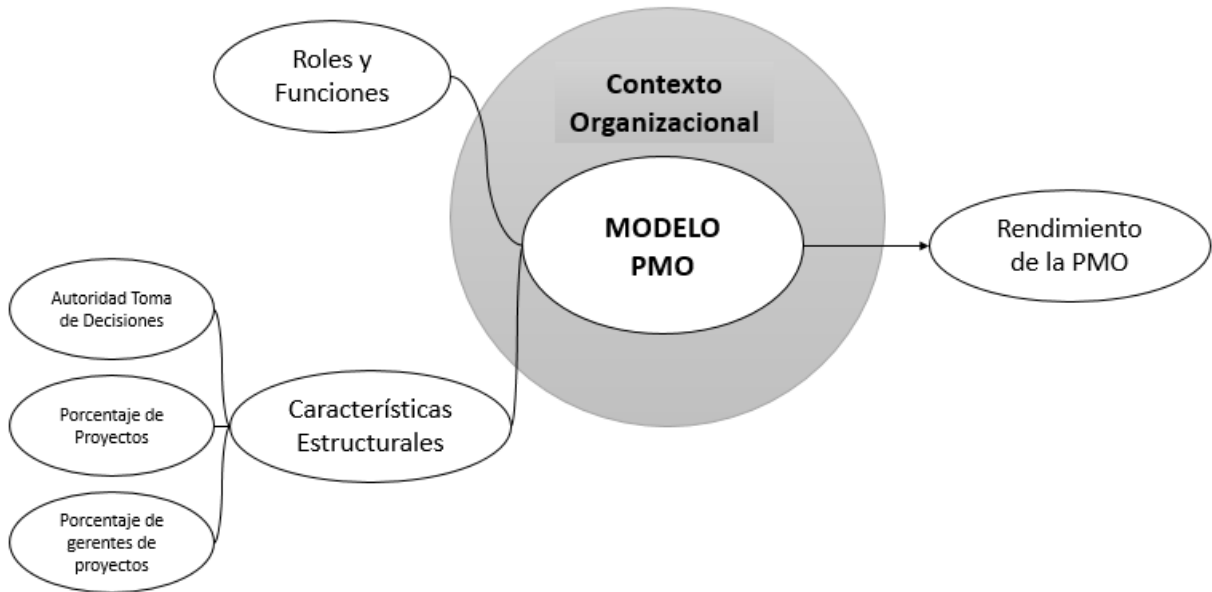 Roles y
Funciones
Contexto
Organizacional
MODELO
PMO
Rendimiento
de la PMO
Autoridad Toma
de Decisiones
Porcentaje de
Proyectos
Porcentaje de
gerentes de
proyectos
Características
Estructurales